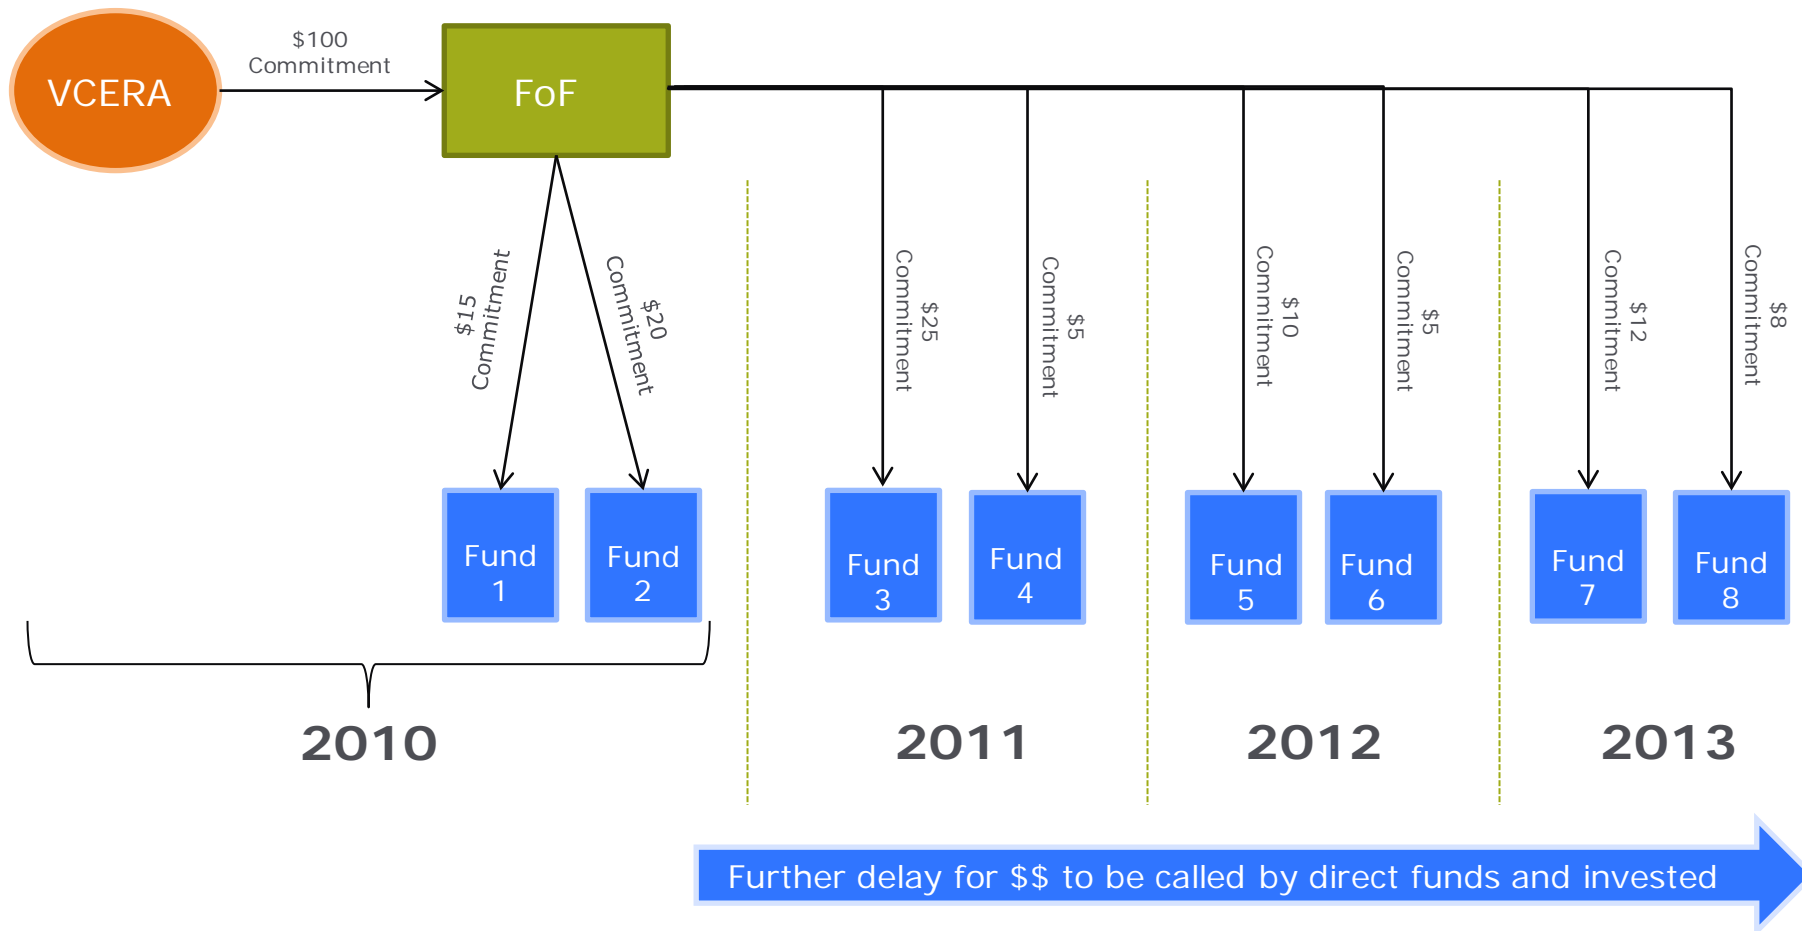 VCERA
$100
Commitment
FoF
$15
Commitment
$20
Commitment
$25
Commitment
$5
Commitment
$10
Commitment
$5
Commitment
$12
Commitment
$8
Commitment
Fund
1
Fund
2
Fund
3
Fund
4
Fund
5
Fund
6
Fund
7
Fund
8
2010
2011
2012
2013
Further delay for $$ to be called by direct funds and invested